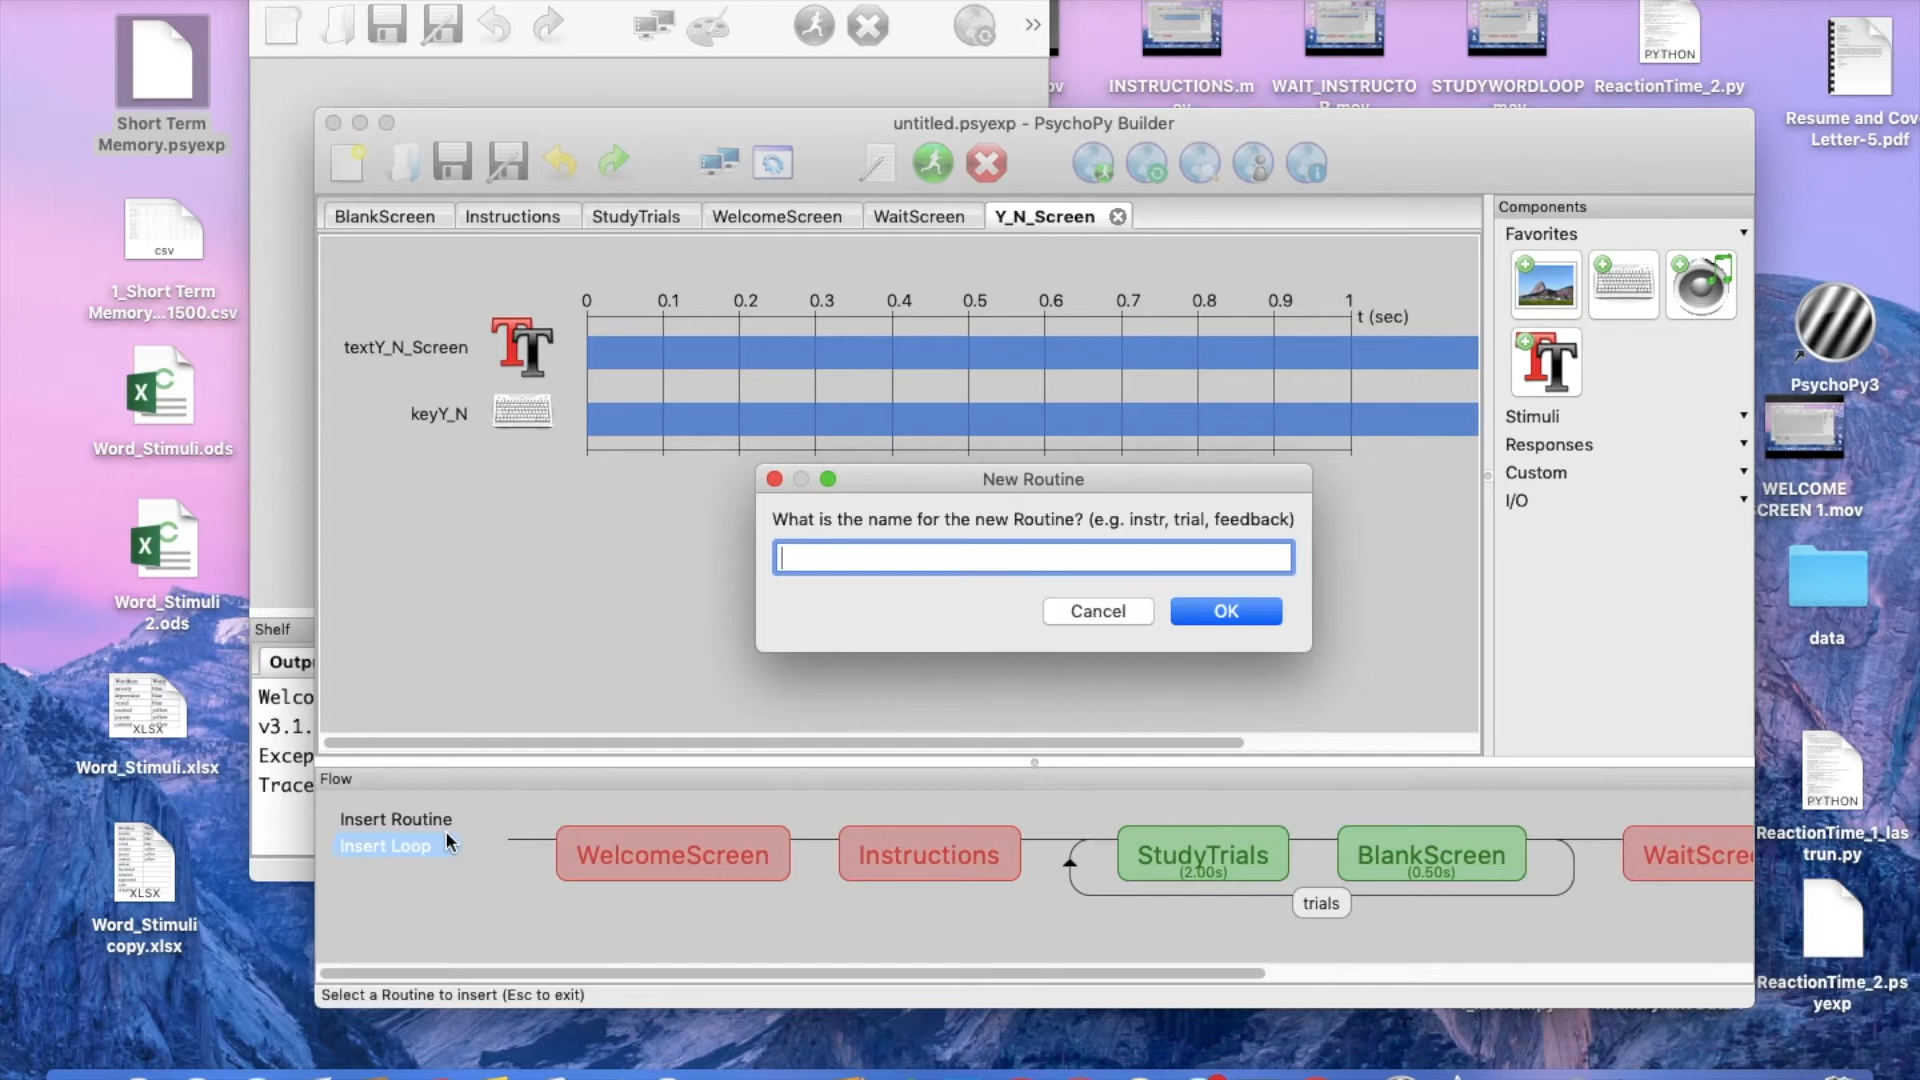 Short Term
Memory.psyexp
CSV
1_Short Term
Memory...1500.csv
X
Word_Stimuli.ods
X
Word_Stimuli
2.ods
XLSX
Word_Stimuli.xlsx
XLSX
Word_Stimuli
copy.xlsx
INSTRUCTIONS.m
WAIT_INSTRUCTO
STUDYWORDLOOP
PYTHON
ReactionTime_2.py
Resume and Cov
Letter-5.pdf
untitled.psyexp - PsychoPy Builder
BlankScreen
Instructions
StudyTrials
WelcomeScreen
WaitScreen
Y_N_Screen
0 0.1 0.2 0.3 0.4 0.5 0.6 0.7 0.8 0.9 1
t (sec)
textY_N_Screen
keyY_N
Components
Favorites
Stimuli
Responses
Custom
I/O
New Routine
What is the name for the new Routine? (e.g. instr, trial, feedback)
Cancel
OK
Shelf
Outpu
Welco
v3.1.
Excep
Trace
Flow
Insert Routine
Insert Loop
WelcomeScreen
Instructions
StudyTrials
(2.00s)
BlankScreen
(0.50s)
WaitScree
trials
Select a Routine to insert (Esc to exit)
PsychoPy3
WELCOME
SCREEN 1.mov
data
PYTHON
ReactionTime_1_las
trun.py
ReactionTime_2.ps
yexp